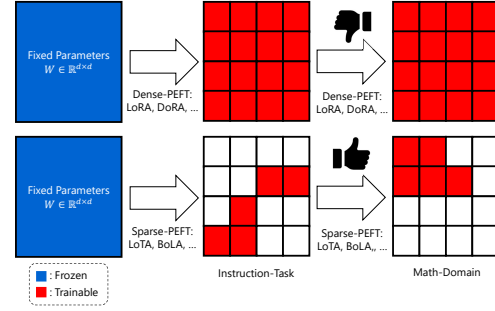 Fixed Parameters
W ∈ ℝ^{d×d}
Dense-PEFT:
LoRA, DoRA, ...
Dense-PEFT:
LoRA, DoRA, ...
Fixed Parameters
W ∈ ℝ^{d×d}
Sparse-PEFT:
LoTA, BoLA, ...
Sparse-PEFT:
LoTA, BoLA,, ...
: Frozen
: Trainable
Instruction-Task
Math-Domain